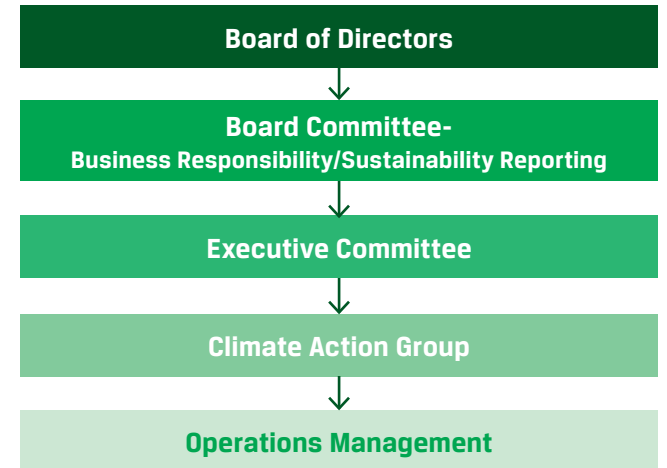 Board of Directors
Board Committee-
Business Responsibility/Sustainability Reporting
Executive Committee
Climate Action Group
Operations Management